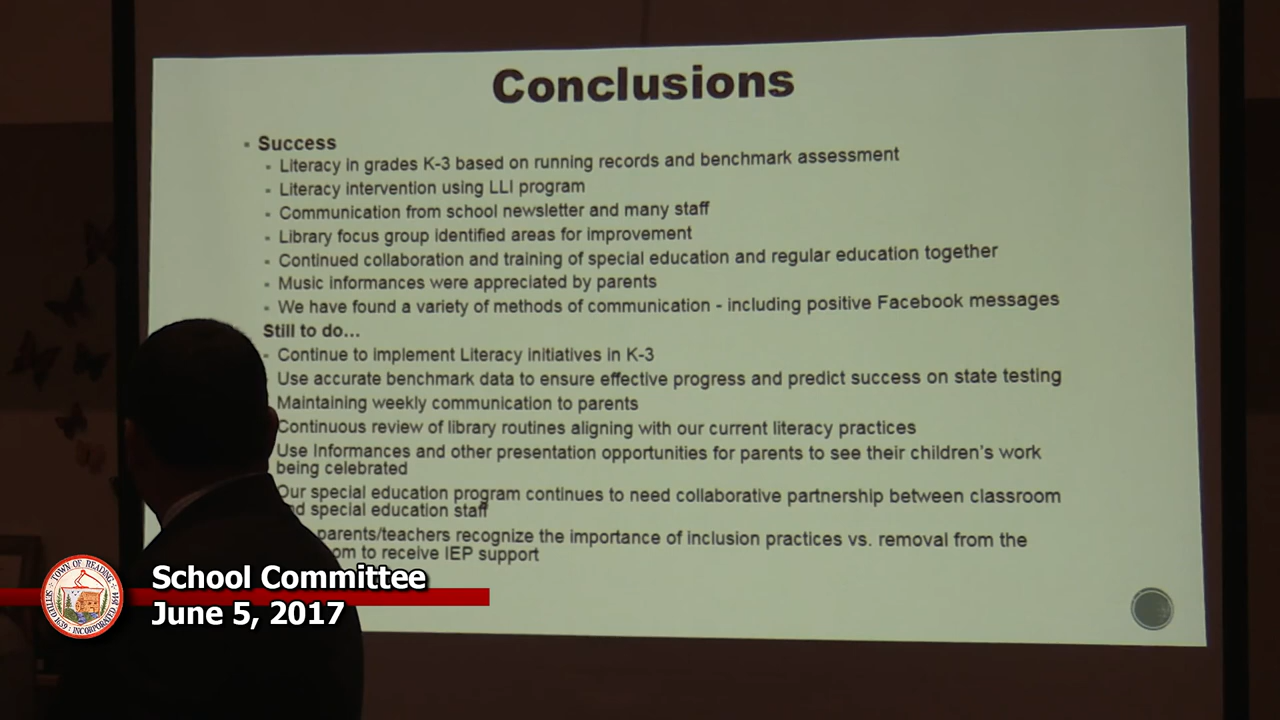 Conclusions
Success
Literacy in grades K-3 based on running records and benchmark assessment
Literacy intervention using LLI program
Communication from school newsletter and many staff
Library focus group identified areas for improvement
Continued collaboration and training of special education and regular education together
Music informances were appreciated by parents
We have found a variety of methods of communication - including positive Facebook messages
Still to do...
Continue to implement Literacy initiatives in K-3
Use accurate benchmark data to ensure effective progress and predict success on state testing
Maintaining weekly communication to parents
Continuous review of library routines aligning with our current literacy practices
Use Informances and other presentation opportunities for parents to see their children's work
being celebrated
Our special education program continues to need collaborative partnership between classroom
special education staff
parents/teachers recognize the importance of inclusion practices vs. removal from the
to receive IEP support
TOWN OF READING
SETTLED 1639 INCORPORATED 1644
School Committee
June 5, 2017